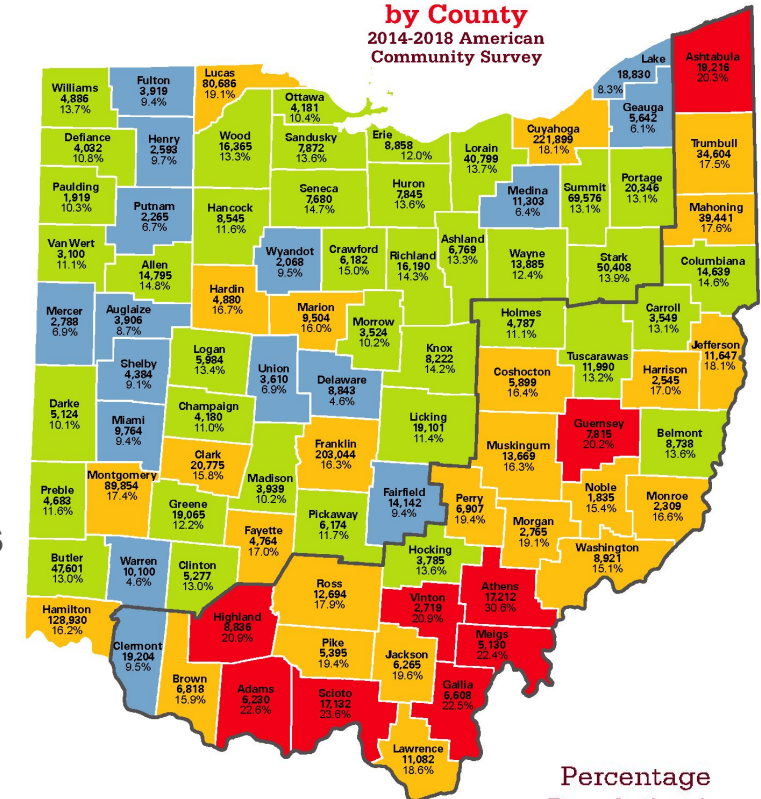 by County
2014-2018 American
Community Survey
Williams
4,886
13.7%
Fulton
3,919
9.4%
Lucas
80,686
19.1%
Ottawa
4,181
10.4%
Lake
18,830
8.3%
Ashtabula
19,216
20.3%
Geauga
5,642
6.1%
Defiance
4,032
10.8%
Henry
2,593
9.7%
Wood
16,365
13.3%
Sandusky
7,872
13.6%
Erie
8,858
12.0%
Lorain
40,799
13.7%
Cuyahoga
221,899
18.1%
Trumbull
34,604
17.5%
Paulding
1,919
10.3%
Putnam
2,265
6.7%
Hancock
8,545
11.6%
Seneca
7,680
14.7%
Huron
7,845
13.6%
Medina
11,303
6.4%
Summit
69,576
13.1%
Portage
20,346
13.1%
Mahoning
39,441
17.6%
Van Wert
3,100
11.1%
Allen
14,795
14.8%
Wyandot
2,068
9.5%
Crawford
6,182
15.0%
Richland
16,190
14.3%
Ashland
6,769
13.3%
Wayne
13,885
12.4%
Stark
50,408
13.9%
Columbiana
14,639
14.6%
Hardin
4,880
16.7%
Marion
9,504
16.0%
Morrow
3,524
10.2%
Mercer
2,788
6.9%
Auglaize
3,906
8.7%
Holmes
4,787
11.1%
Carroll
3,549
13.1%
Jefferson
11,647
18.1%
Shelby
4,384
9.1%
Logan
5,984
13.4%
Union
3,610
6.9%
Delaware
8,843
4.6%
Knox
8,222
14.2%
Coshocton
5,899
16.4%
Tuscarawas
11,990
13.2%
Harrison
2,545
17.0%
Darke
5,124
10.1%
Miami
9,764
9.4%
Champaign
4,180
11.0%
Licking
19,101
11.4%
Guernsey
7,815
20.2%
Belmont
8,738
13.6%
Clark
20,775
15.8%
Franklin
203,044
16.3%
Muskingum
13,669
16.3%
Preble
4,683
11.6%
Montgomery
89,854
17.4%
Greene
19,065
12.2%
Madison
3,939
10.2%
Pickaway
6,174
11.7%
Fairfield
14,142
9.4%
Perry
6,907
19.4%
Morgan
2,765
19.1%
Noble
1,835
15.4%
Monroe
2,309
16.6%
Fayette
4,764
17.0%
Hocking
3,785
13.6%
Washington
8,921
15.1%
Butler
47,601
13.0%
Warren
10,100
4.6%
Clinton
5,277
13.0%
Ross
12,694
17.9%
Vinton
2,719
20.9%
Athens
17,212
30.6%
Hamilton
128,930
16.2%
Clermont
19,204
9.5%
Highland
8,836
20.9%
Pike
5,395
19.4%
Jackson
6,265
19.6%
Meigs
5,130
22.4%
Brown
6,818
15.9%
Adams
6,230
22.6%
Scioto
17,132
23.6%
Gallia
6,608
22.5%
Lawrence
11,082
18.6%
Percentage